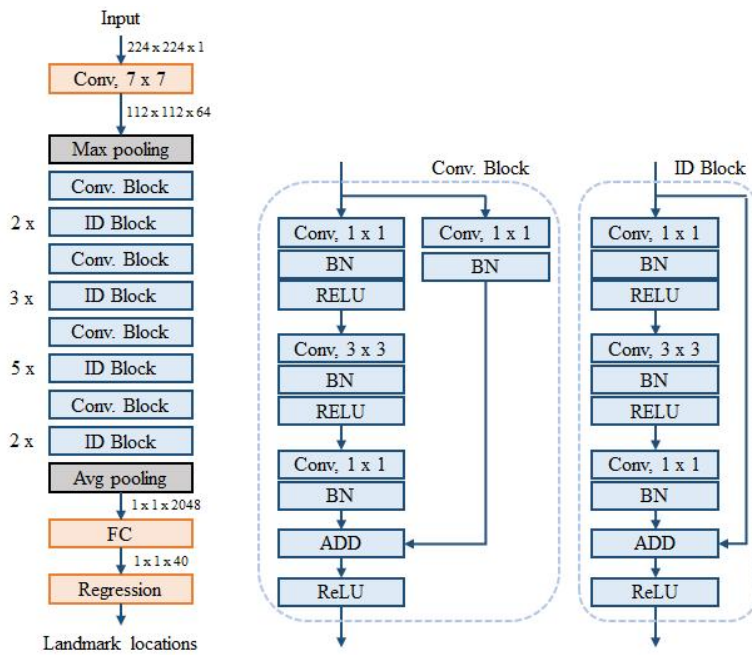 Input
224 x 224 x 1
Conv, 7 x 7
112 x 112 x 64
Max pooling
Conv. Block
2 x
ID Block
Conv. Block
3 x
ID Block
Conv. Block
5 x
ID Block
Conv. Block
2 x
ID Block
Avg pooling
1 x 1 x 2048
FC
1 x 1 x 40
Regression
Landmark locations
Conv. Block
Conv, 1 x 1
BN
RELU
Conv, 3 x 3
BN
RELU
Conv, 1 x 1
BN
ADD
ReLU
Conv, 1 x 1
BN
ID Block
Conv, 1 x 1
BN
RELU
Conv, 3 x 3
BN
RELU
Conv, 1 x 1
BN
ADD
ReLU